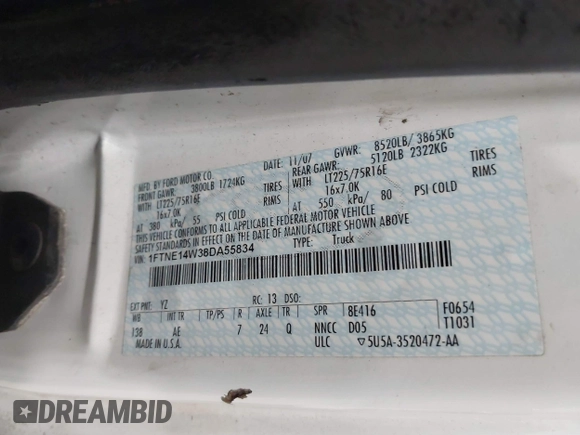 MFD. BY FORD MOTOR CO.
11/07 GVWR: 8520LB/ 3865KG
FRONT GAWR: 3800LB 1724KG
REAR GAWR: 5120LB 2322KG
WITH LT225/75R16E TIRES
WITH LT225/75R16E TIRES
16x7.0K RIMS
16x7.0K RIMS
AT 380 kPa/ 55 PSI COLD
AT 550 kPa/ 80 PSI COLD
THIS VEHICLE CONFORMS TO ALL APPLICABLE FEDERAL MOTOR VEHICLE
SAFETY STANDARDS IN EFFECT ON THE DATE OF MANUFACTURE SHOWN ABOVE.
VIN: 1FTNE14W38DA55834
TYPE: Truck
EXT PNT: YZ RC: 13 DSO:
WB INT TR TP/PS R AXLE TR SPR 8E416 F0654
138 AE 7 24 Q NNCC D05 T1031
MADE IN U.S.A. ULC 5U5A-3520472-AA
DREAMBID